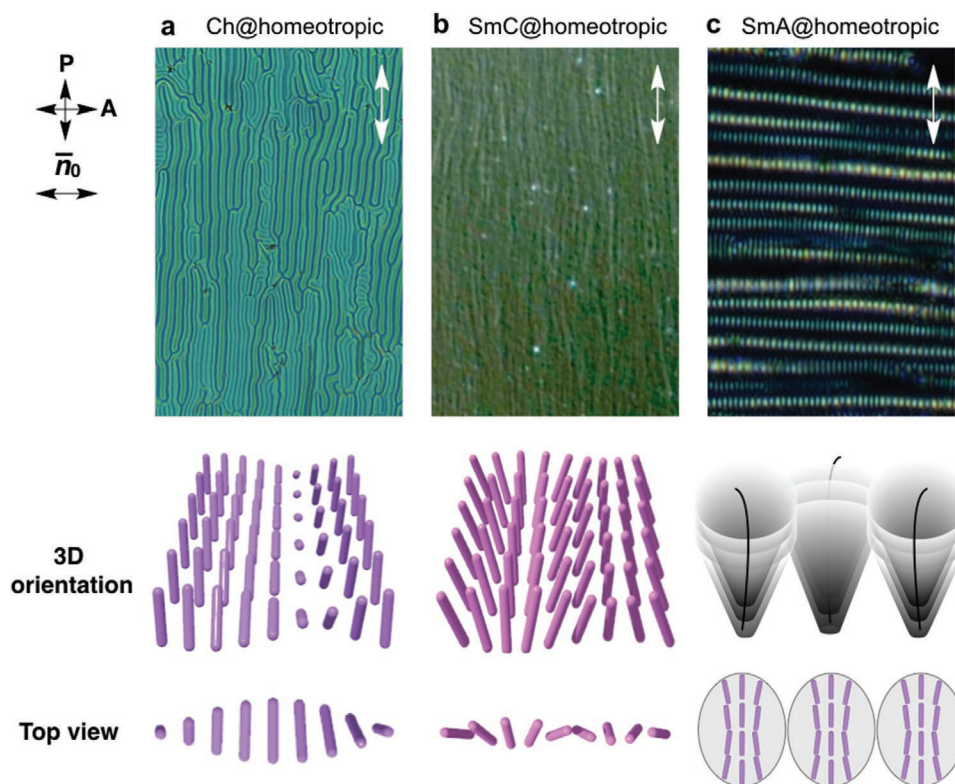 a Ch@homeotropic
b SmC@homeotropic
c SmA@homeotropic
P
A
n̅₀
3D
orientation
Top view